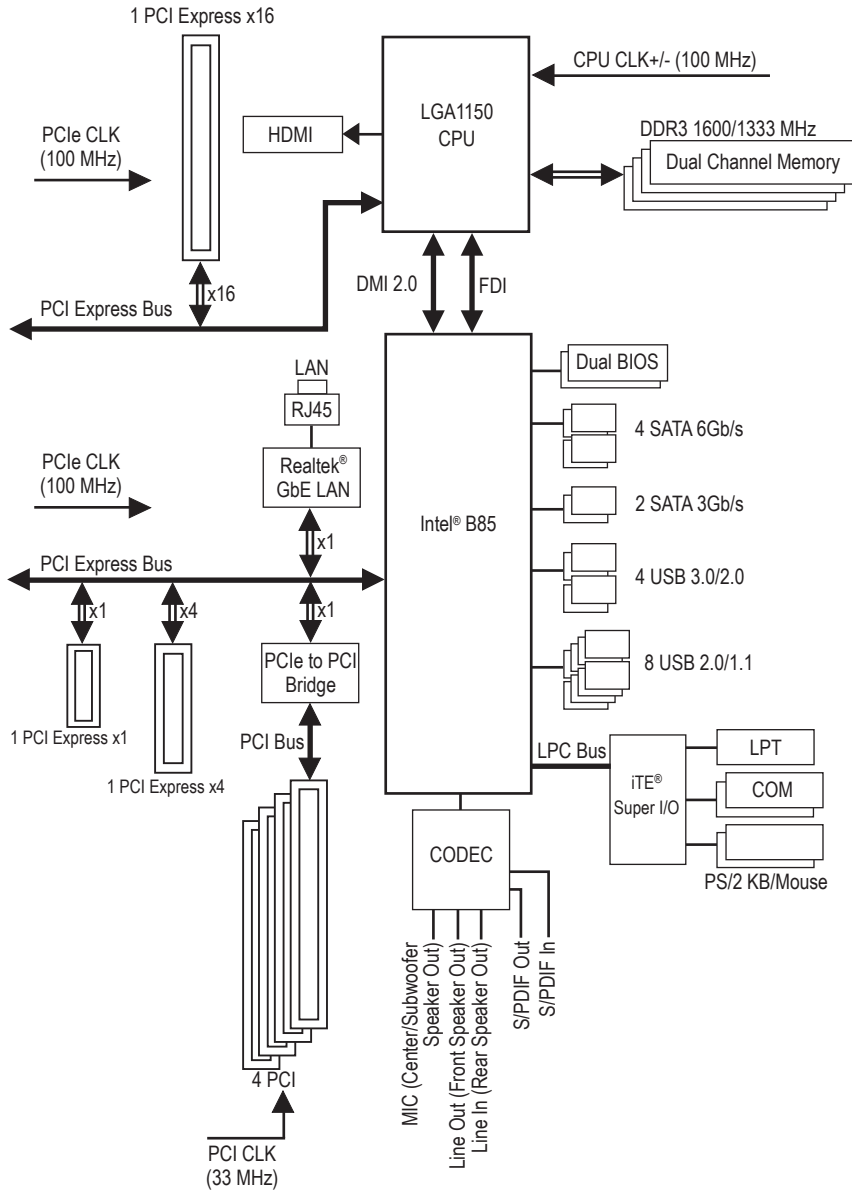 1 PCI Express x16
CPU CLK+/- (100 MHz)
LGA1150
CPU
PCIe CLK
(100 MHz)
HDMI
DDR3 1600/1333 MHz
Dual Channel Memory
x16
PCI Express Bus
DMI 2.0
FDI
LAN
RJ45
Dual BIOS
4 SATA 6Gb/s
PCIe CLK
(100 MHz)
Realtek®
GbE LAN
Intel® B85
2 SATA 3Gb/s
x1
PCI Express Bus
4 USB 3.0/2.0
x1
x4
x1
PCIe to PCI
Bridge
8 USB 2.0/1.1
1 PCI Express x1
PCI Bus
1 PCI Express x4
LPC Bus
iTE®
Super I/O
LPT
COM
PS/2 KB/Mouse
CODEC
MIC (Center/Subwoofer
Speaker Out)
Line Out (Front Speaker Out)
Line In (Rear Speaker Out)
S/PDIF Out
S/PDIF In
4 PCI
PCI CLK
(33 MHz)